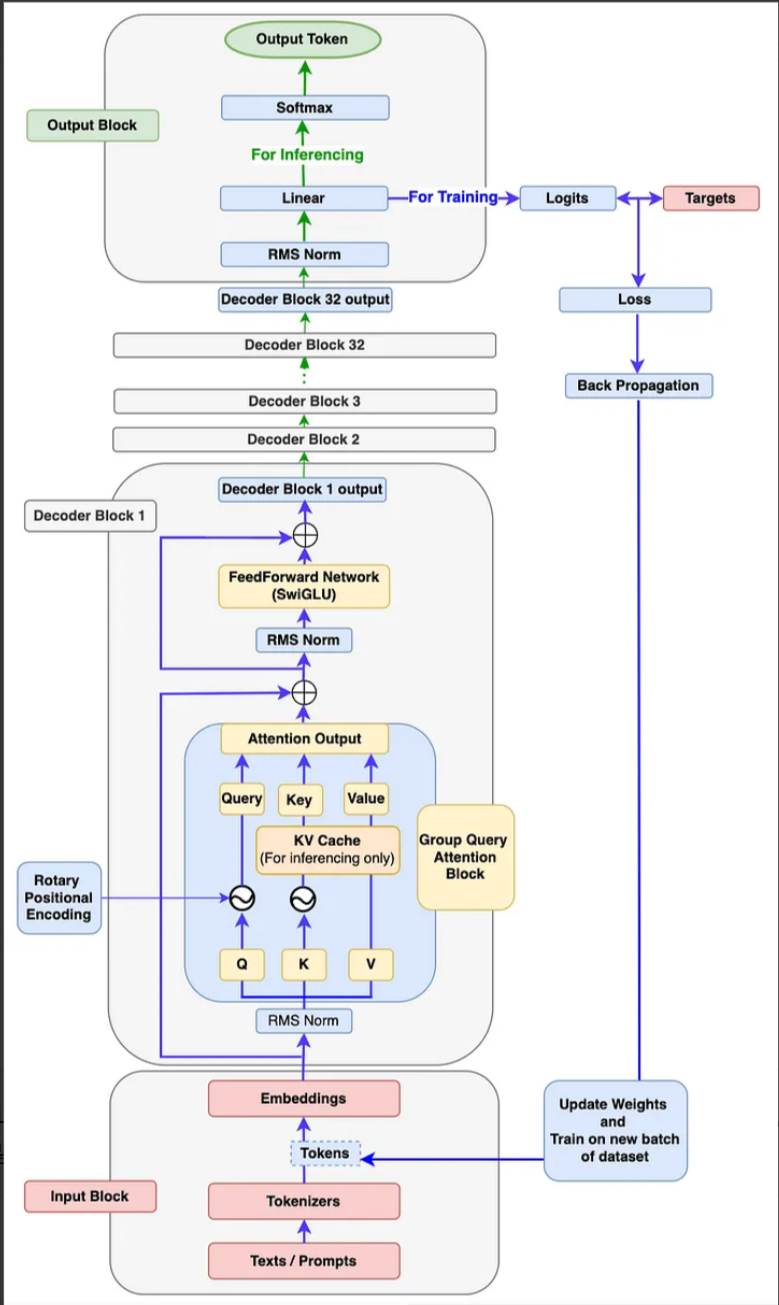 Output Token
Softmax
Output Block
For Inferencing
Linear
For Training
Logits
Targets
RMS Norm
Decoder Block 32 output
Loss
Decoder Block 32
Back Propagation
Decoder Block 3
Decoder Block 2
Decoder Block 1 output
Decoder Block 1
FeedForward Network
(SwiGLU)
RMS Norm
Attention Output
Query
Key
Value
KV Cache
(For inferencing only)
Group Query
Attention
Block
Rotary
Positional
Encoding
Q
K
V
RMS Norm
Embeddings
Update Weights
and
Train on new batch
of dataset
Tokens
Input Block
Tokenizers
Texts / Prompts